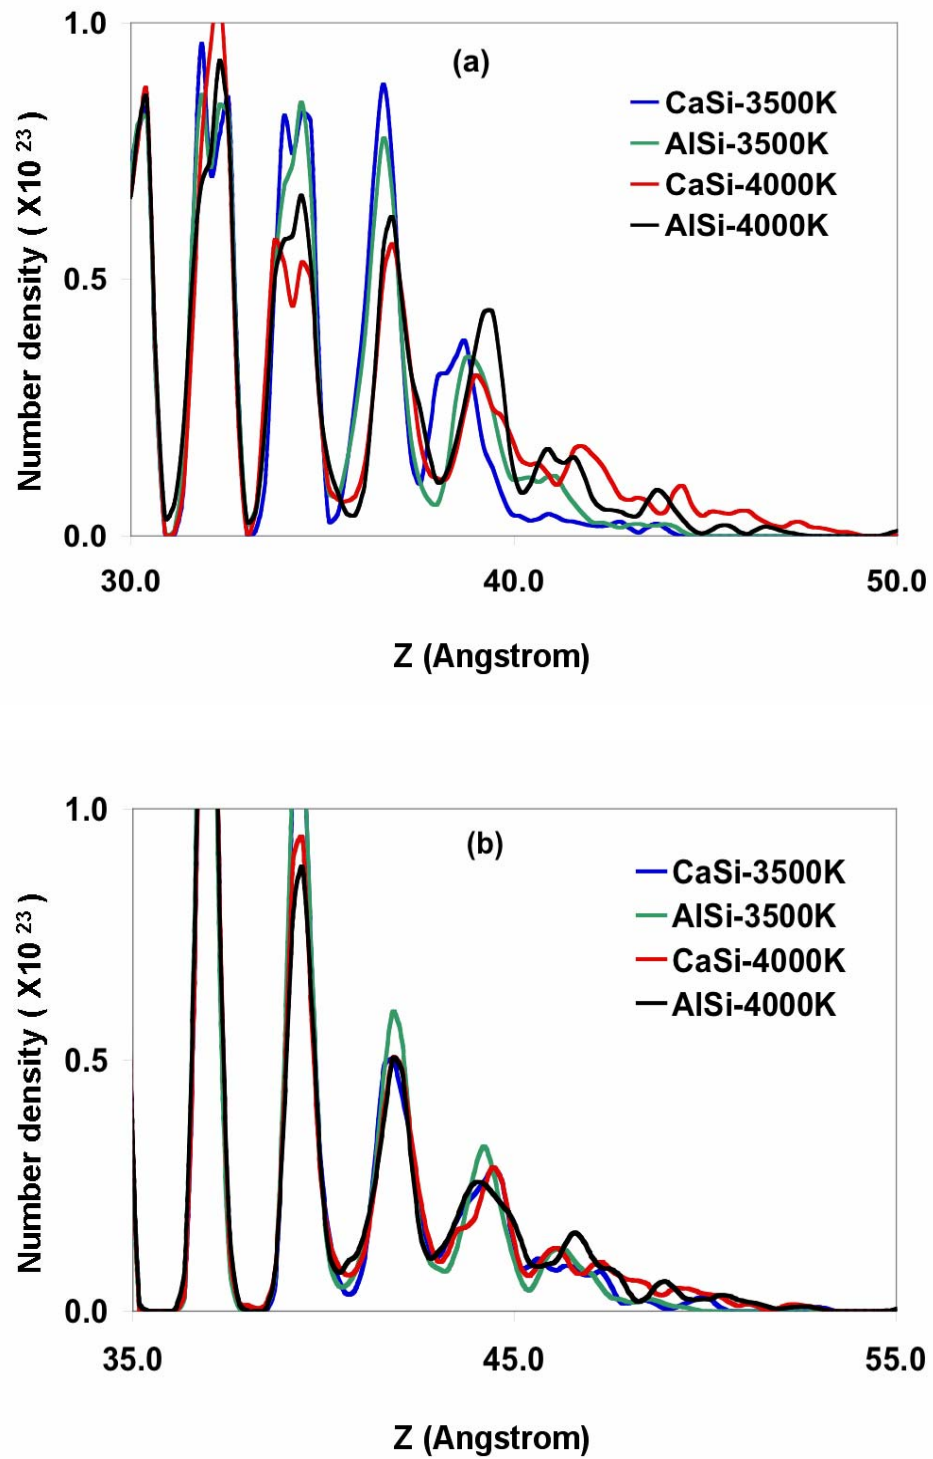 1.0
(a)
CaSi-3500K
AlSi-3500K
CaSi-4000K
AlSi-4000K
Number density ( X10 23 )
0.5
0.0
30.0 40.0 50.0
Z (Angstrom)
1.0
(b)
CaSi-3500K
AlSi-3500K
CaSi-4000K
AlSi-4000K
Number density ( X10 23 )
0.5
0.0
35.0 45.0 55.0
Z (Angstrom)